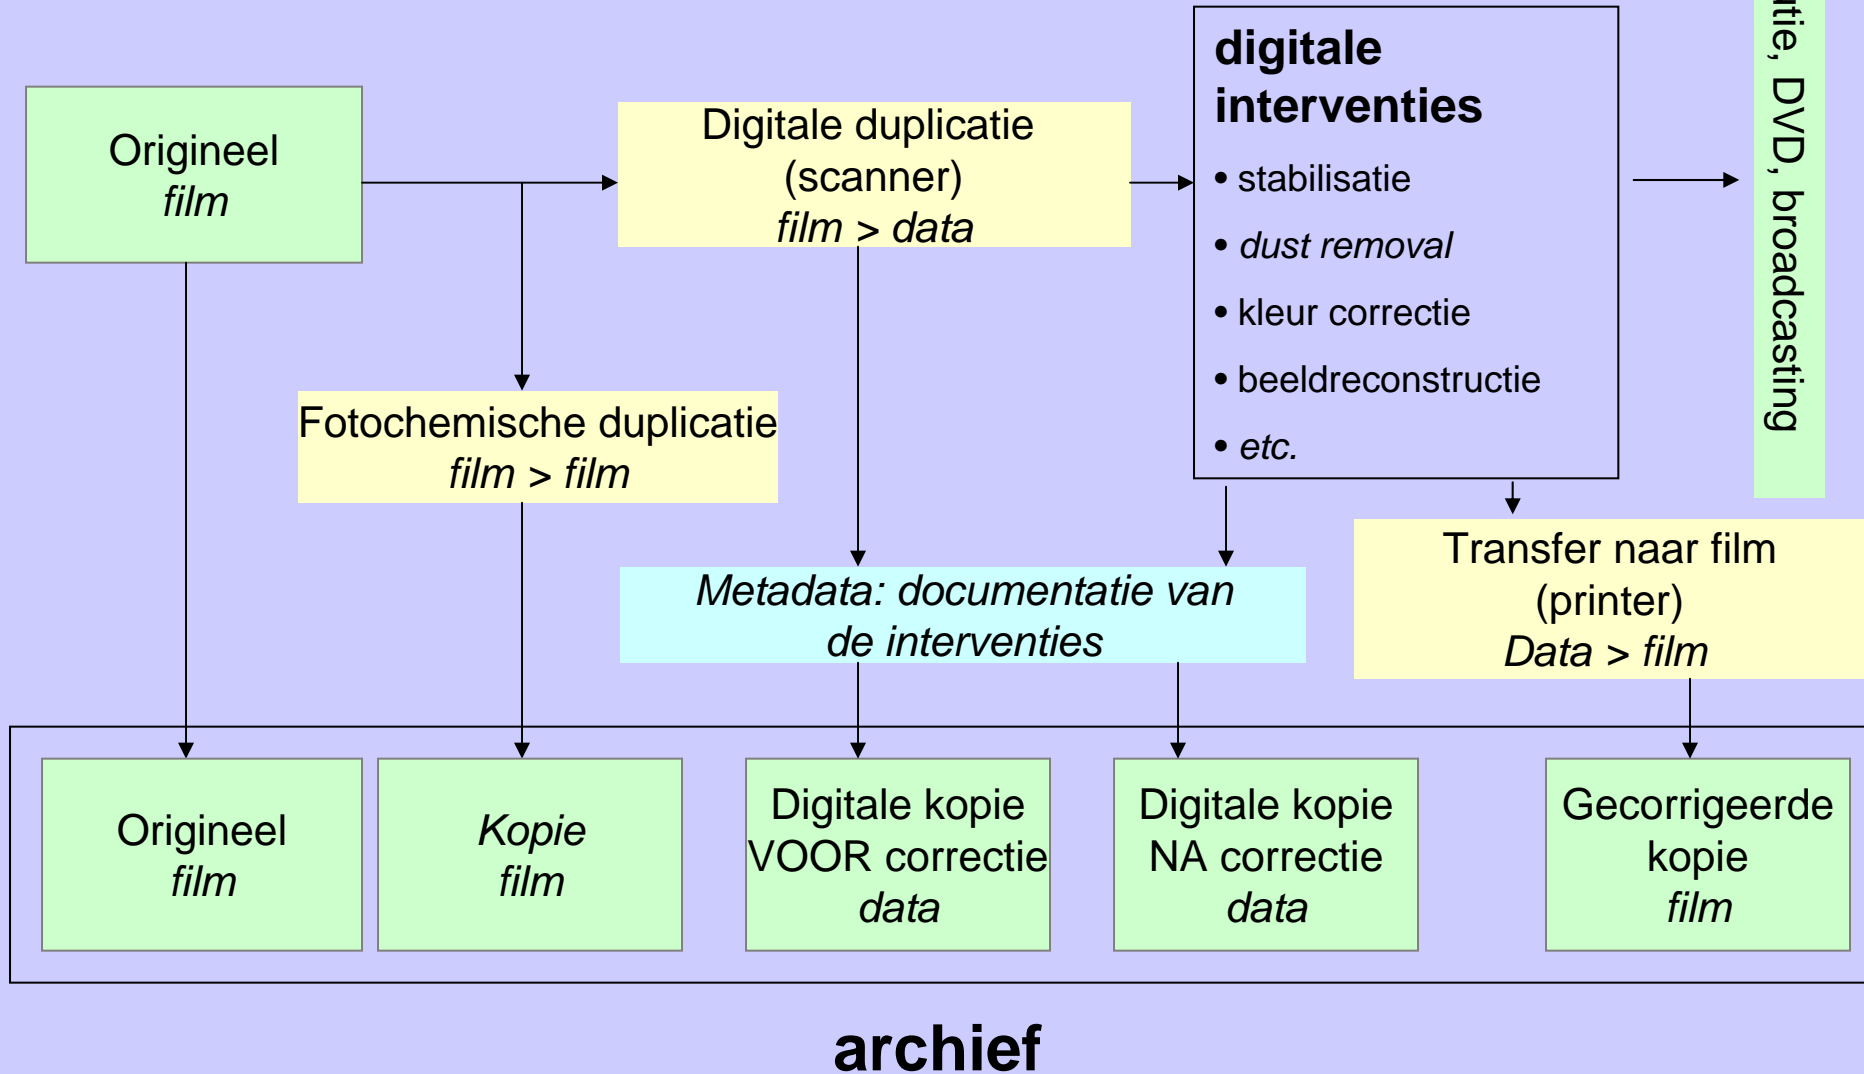 Origineel
film
Digitale duplicatie
(scanner)
film > data
digitale
interventies
• stabilisatie
• dust removal
• kleur correctie
• beeldreconstructie
• etc.
DVD, broadcasting
Fotochemische duplicatie
film > film
Metadata: documentatie van
de interventies
Transfer naar film
(printer)
Data > film
Origineel
film
Kopie
film
Digitale kopie
VOOR correctie
data
Digitale kopie
NA correctie
data
Gecorrigeerde
kopie
film
archief